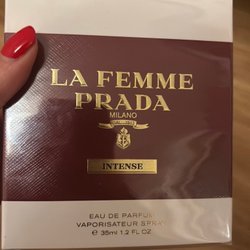 LA FEMME
PRADA
MILANO
INTENSE
EAU DE PARFUM
VAPORISATEUR SPRAY
35ml 1.2 FL OZ